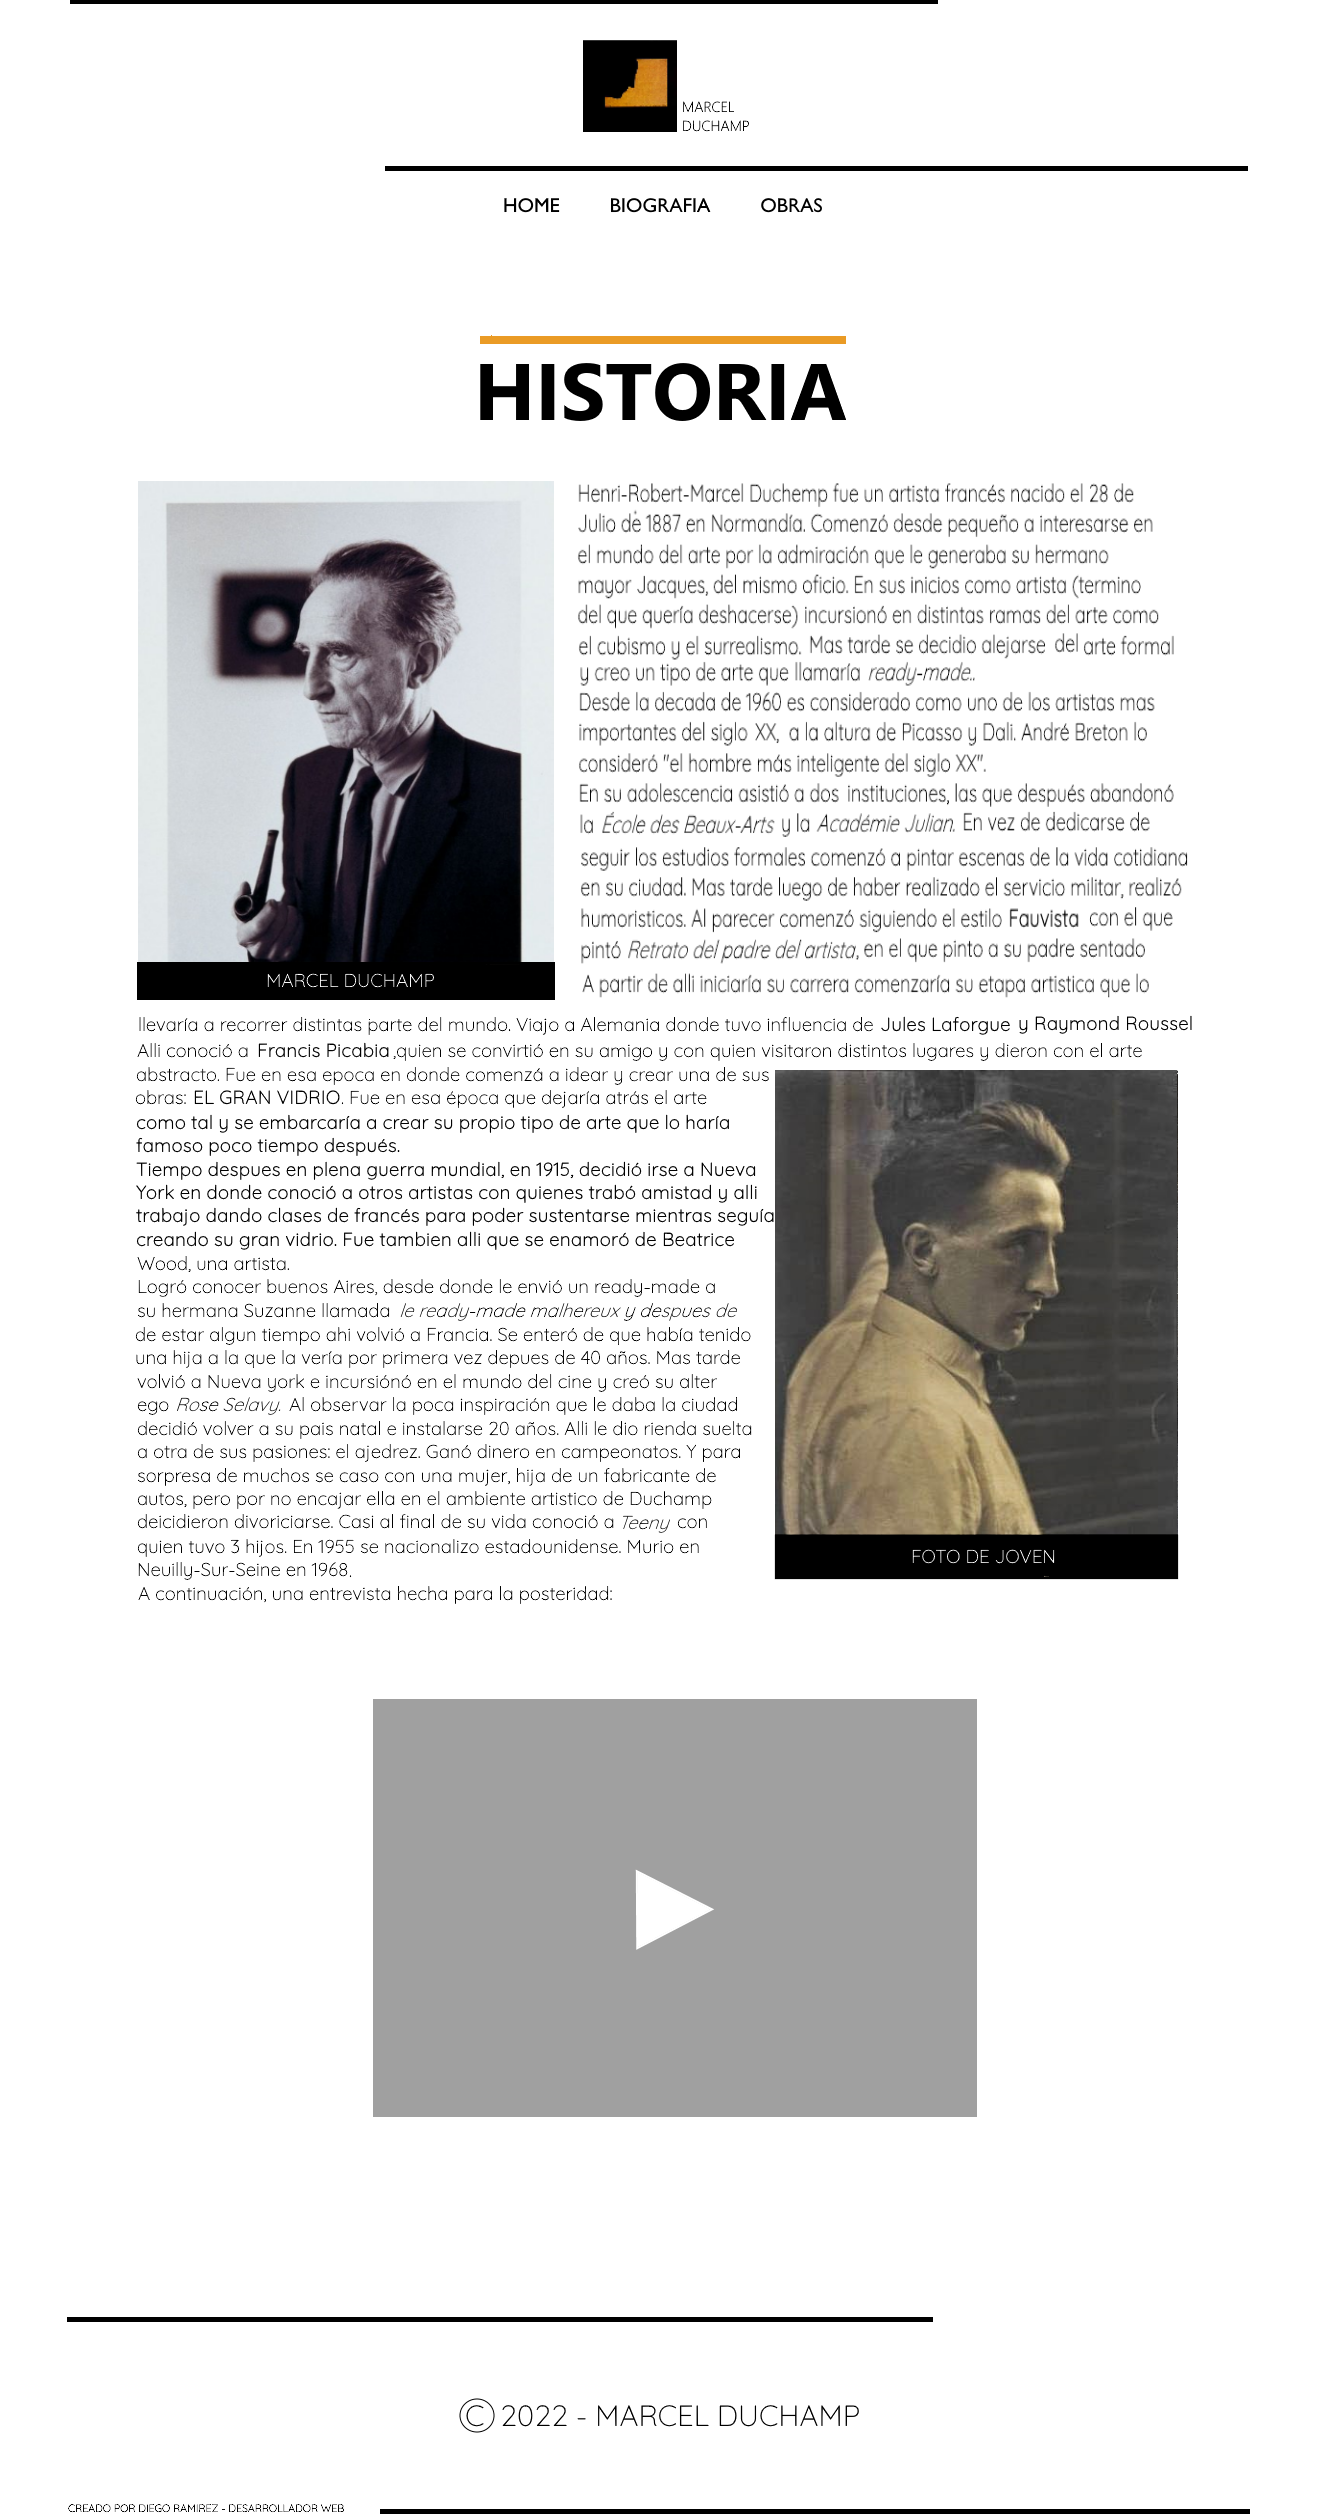 MARCEL
DUCHAMP
HOME BIOGRAFIA OBRAS
HISTORIA
Henri-Robert-Marcel Duchemp fue un artista francés nacido el 28 de
Julio de 1887 en Normandía. Comenzó desde pequeño a interesarse en
el mundo del arte por la admiración que le generaba su hermano
mayor Jacques, del mismo oficio. En sus inicios como artista (termino
del que quería deshacerse) incursionó en distintas ramas del arte como
el cubismo y el surrealismo. Mas tarde se decidio alejarse del arte formal
y creo un tipo de arte que llamaría ready-made..
Desde la decada de 1960 es considerado como uno de los artistas mas
importantes del siglo XX, a la altura de Picasso y Dali. André Breton lo
consideró "el hombre más inteligente del siglo XX".
En su adolescencia asistió a dos instituciones, las que después abandonó
la École des Beaux-Arts y la Académie Julian. En vez de dedicarse de
seguir los estudios formales comenzó a pintar escenas de la vida cotidiana
en su ciudad. Mas tarde luego de haber realizado el servicio militar, realizó
humoristicos. Al parecer comenzó siguiendo el estilo Fauvista con el que
pintó Retrato del padre del artista, en el que pinto a su padre sentado
MARCEL DUCHAMP
A partir de alli iniciaría su carrera comenzaría su etapa artistica que lo
llevaría a recorrer distintas parte del mundo. Viajo a Alemania donde tuvo influencia de Jules Laforgue y Raymond Roussel
Alli conoció a Francis Picabia ,quien se convirtió en su amigo y con quien visitaron distintos lugares y dieron con el arte
abstracto. Fue en esa epoca en donde comenzá a idear y crear una de sus
obras: EL GRAN VIDRIO. Fue en esa época que dejaría atrás el arte
como tal y se embarcaría a crear su propio tipo de arte que lo haría
famoso poco tiempo después.
Tiempo despues en plena guerra mundial, en 1915, decidió irse a Nueva
York en donde conoció a otros artistas con quienes trabó amistad y alli
trabajo dando clases de francés para poder sustentarse mientras seguía
creando su gran vidrio. Fue tambien alli que se enamoró de Beatrice
Wood, una artista.
Logró conocer buenos Aires, desde donde le envió un ready-made a
su hermana Suzanne llamada le ready-made malhereux y despues de
de estar algun tiempo ahi volvió a Francia. Se enteró de que había tenido
una hija a la que la vería por primera vez depues de 40 años. Mas tarde
volvió a Nueva york e incursiónó en el mundo del cine y creó su alter
ego Rose Selavy. Al observar la poca inspiración que le daba la ciudad
decidió volver a su pais natal e instalarse 20 años. Alli le dio rienda suelta
a otra de sus pasiones: el ajedrez. Ganó dinero en campeonatos. Y para
sorpresa de muchos se caso con una mujer, hija de un fabricante de
autos, pero por no encajar ella en el ambiente artistico de Duchamp
deicidieron divoriciarse. Casi al final de su vida conoció a Teeny con
quien tuvo 3 hijos. En 1955 se nacionalizo estadounidense. Murio en
Neuilly-Sur-Seine en 1968.
A continuación, una entrevista hecha para la posteridad:
FOTO DE JOVEN
© 2022 - MARCEL DUCHAMP
CREADO POR DIEGO RAMIREZ - DESARROLLADOR WEB